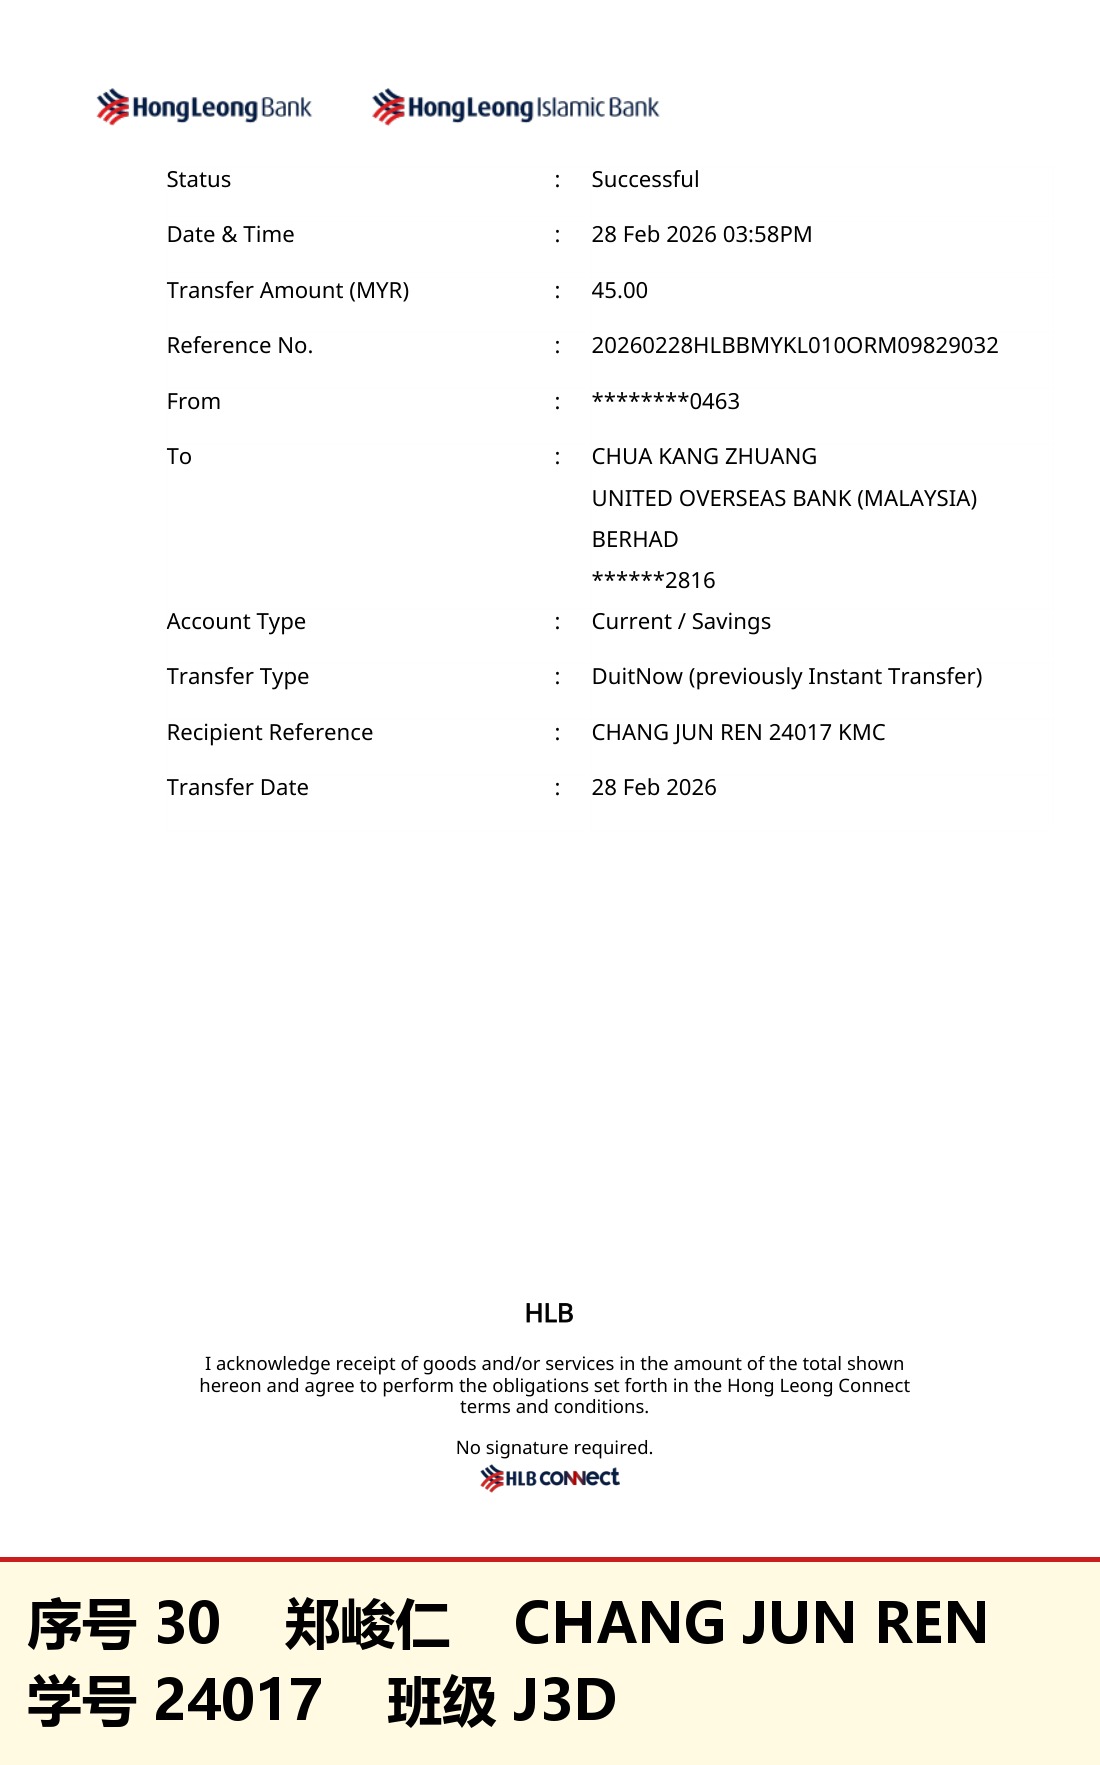 HongLeong Bank HongLeong Islamic Bank
Status : Successful
Date & Time : 28 Feb 2026 03:58PM
Transfer Amount (MYR) : 45.00
Reference No. : 20260228HLBBMYKL010ORM09829032
From : ********0463
To : CHUA KANG ZHUANG
UNITED OVERSEAS BANK (MALAYSIA)
BERHAD
******2816
Account Type : Current / Savings
Transfer Type : DuitNow (previously Instant Transfer)
Recipient Reference : CHANG JUN REN 24017 KMC
Transfer Date : 28 Feb 2026
HLB
I acknowledge receipt of goods and/or services in the amount of the total shown
hereon and agree to perform the obligations set forth in the Hong Leong Connect
terms and conditions.
No signature required.
HLB CONNect
序号 30 郑峻仁 CHANG JUN REN
学号 24017 班级 J3D